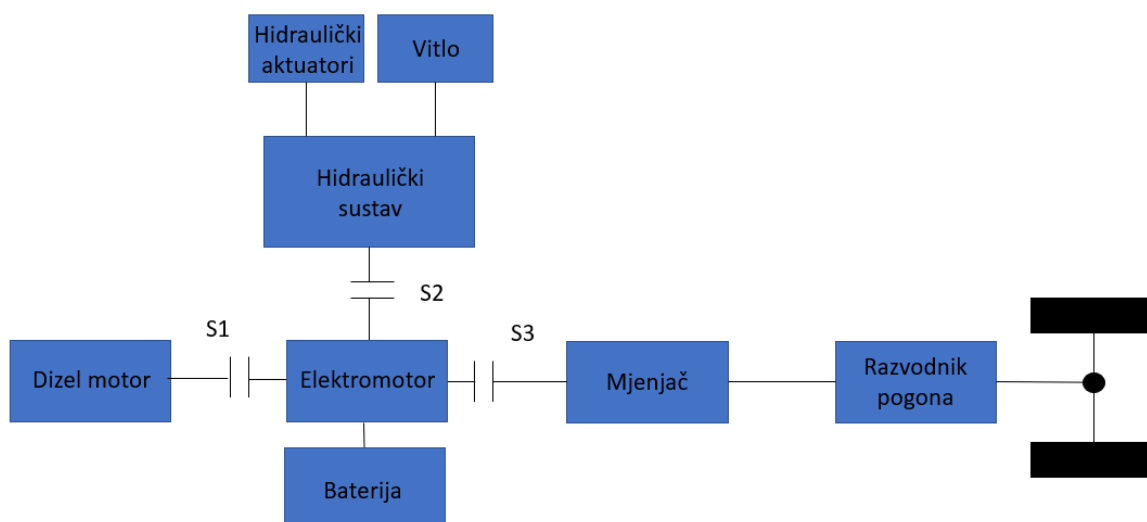 Hidraulički
aktuatori
Vitlo
Hidraulički
sustav
S2
S1
S3
Dizel motor
Elektromotor
Mjenjač
Razvodnik
pogona
Baterija